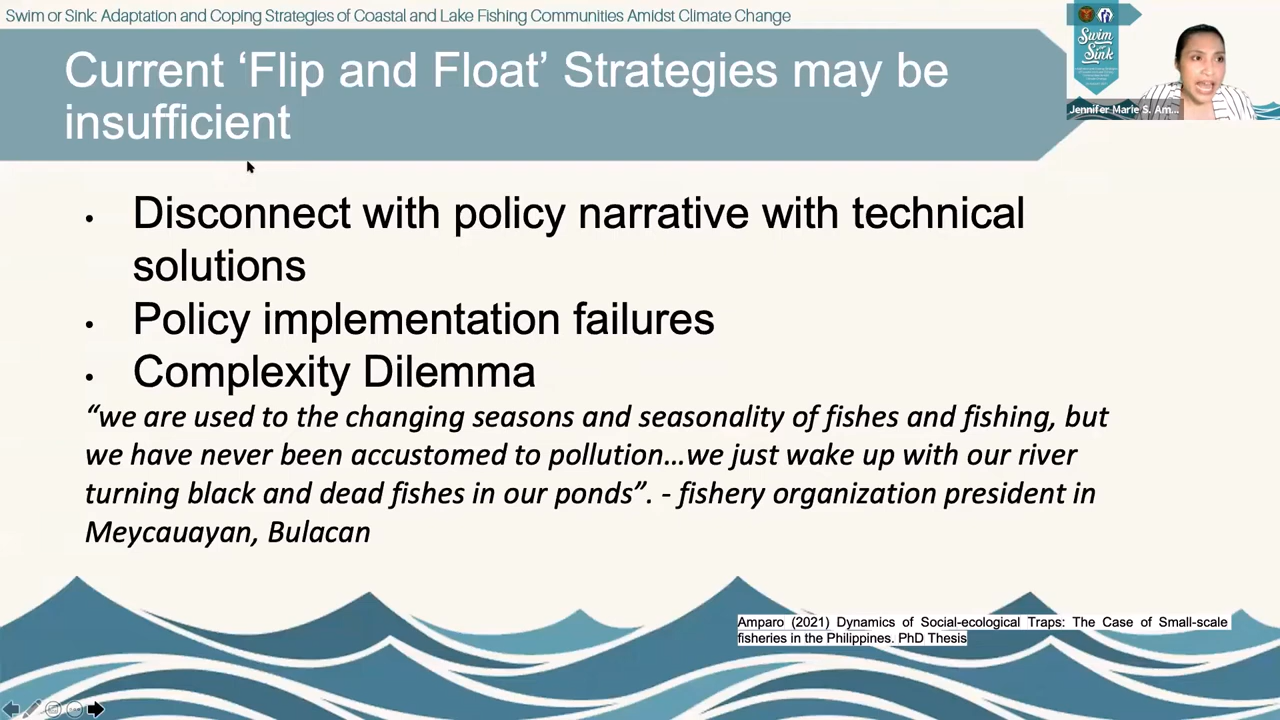 Swim or Sink: Adaptation and Coping Strategies of Coastal and Lake Fishing Communities Amidst Climate Change
Current ‘Flip and Float’ Strategies may be
insufficient
Swim
Sink
Jennifer Marie S. Am...
• Disconnect with policy narrative with technical
solutions
• Policy implementation failures
• Complexity Dilemma
“we are used to the changing seasons and seasonality of fishes and fishing, but
we have never been accustomed to pollution…we just wake up with our river
turning black and dead fishes in our ponds”. - fishery organization president in
Meycauayan, Bulacan
Amparo (2021) Dynamics of Social-ecological Traps: The Case of Small-scale
fisheries in the Philippines. PhD Thesis